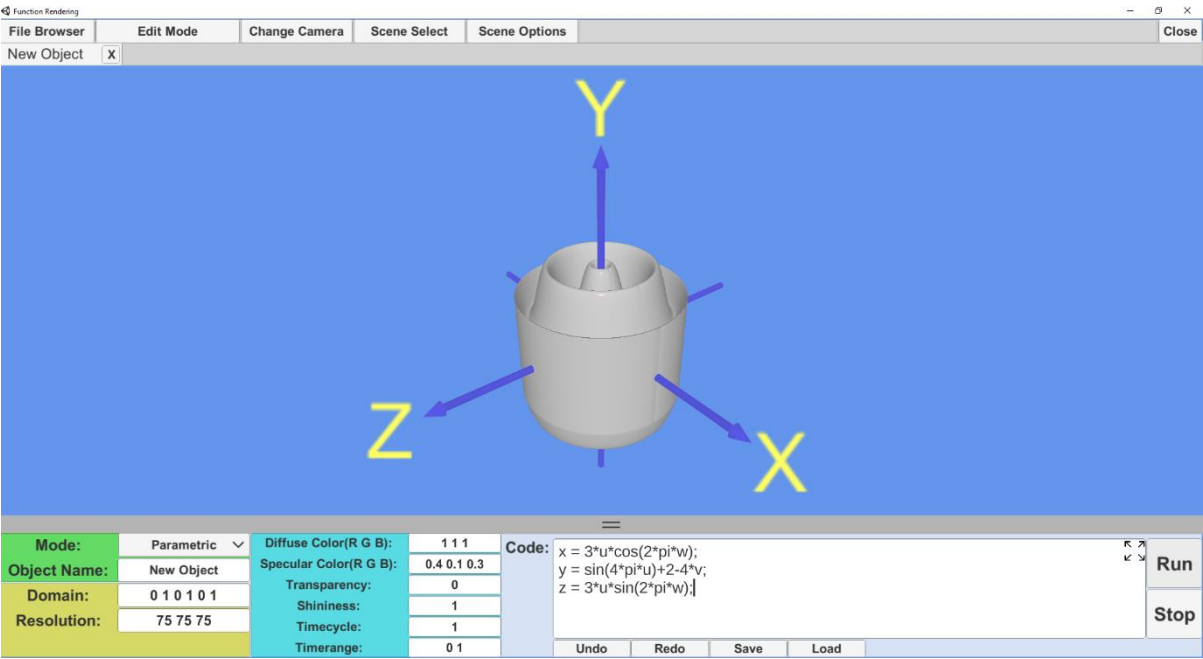 Function Rendering
File Browser Edit Mode Change Camera Scene Select Scene Options Close
New Object X
Y
Z
X
Mode: Parametric
Object Name: New Object
Domain: 0 1 0 1 0 1
Resolution: 75 75 75
Diffuse Color(R G B): 1 1 1
Specular Color(R G B): 0.4 0.1 0.3
Transparency: 0
Shininess: 1
Timecycle: 1
Timerange: 0 1
Code:
x = 3*u*cos(2*pi*w);
y = sin(4*pi*u)+2-4*v;
z = 3*u*sin(2*pi*w);
Undo Redo Save Load
Run
Stop